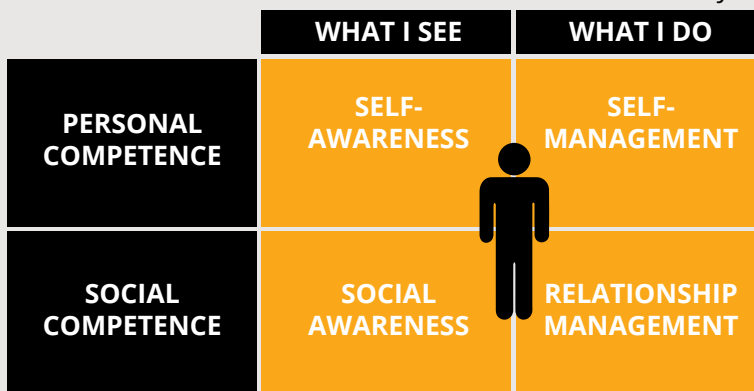 WHAT I SEE
WHAT I DO
PERSONAL
COMPETENCE
SELF-
AWARENESS
SELF-
MANAGEMENT
SOCIAL
COMPETENCE
SOCIAL
AWARENESS
RELATIONSHIP
MANAGEMENT